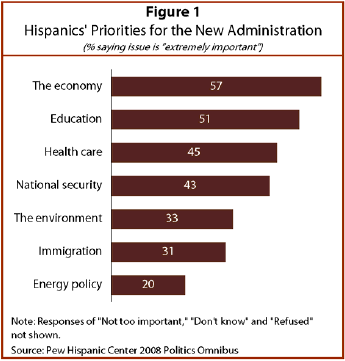 Figure 1
Hispanics' Priorities for the New Administration
(% saying issue is "extremely important")
The economy 57
Education 51
Health care 45
National security 43
The environment 33
Immigration 31
Energy policy 20
Note: Responses of "Not too important," "Don't know" and "Refused"
not shown.
Source: Pew Hispanic Center 2008 Politics Omnibus